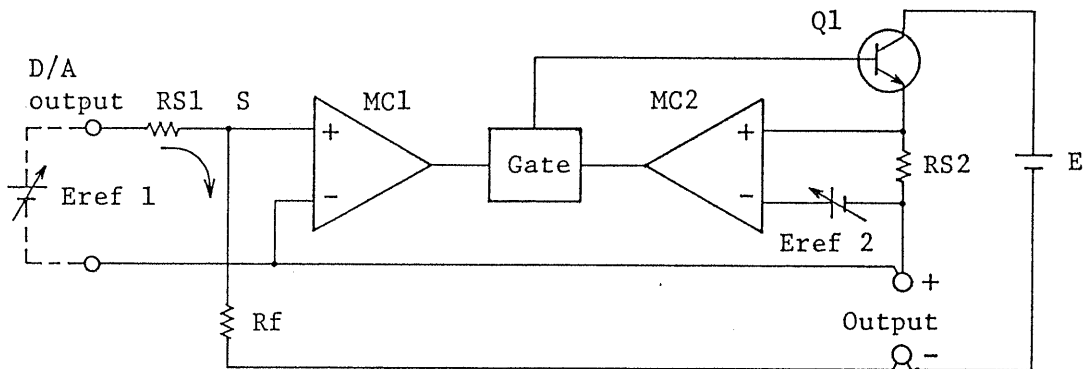 Q1
D/A
output
RS1
S
MC1
MC2
+
-
Gate
+
-
RS2
E
Eref 1
Eref 2
+
Rf
Output
-